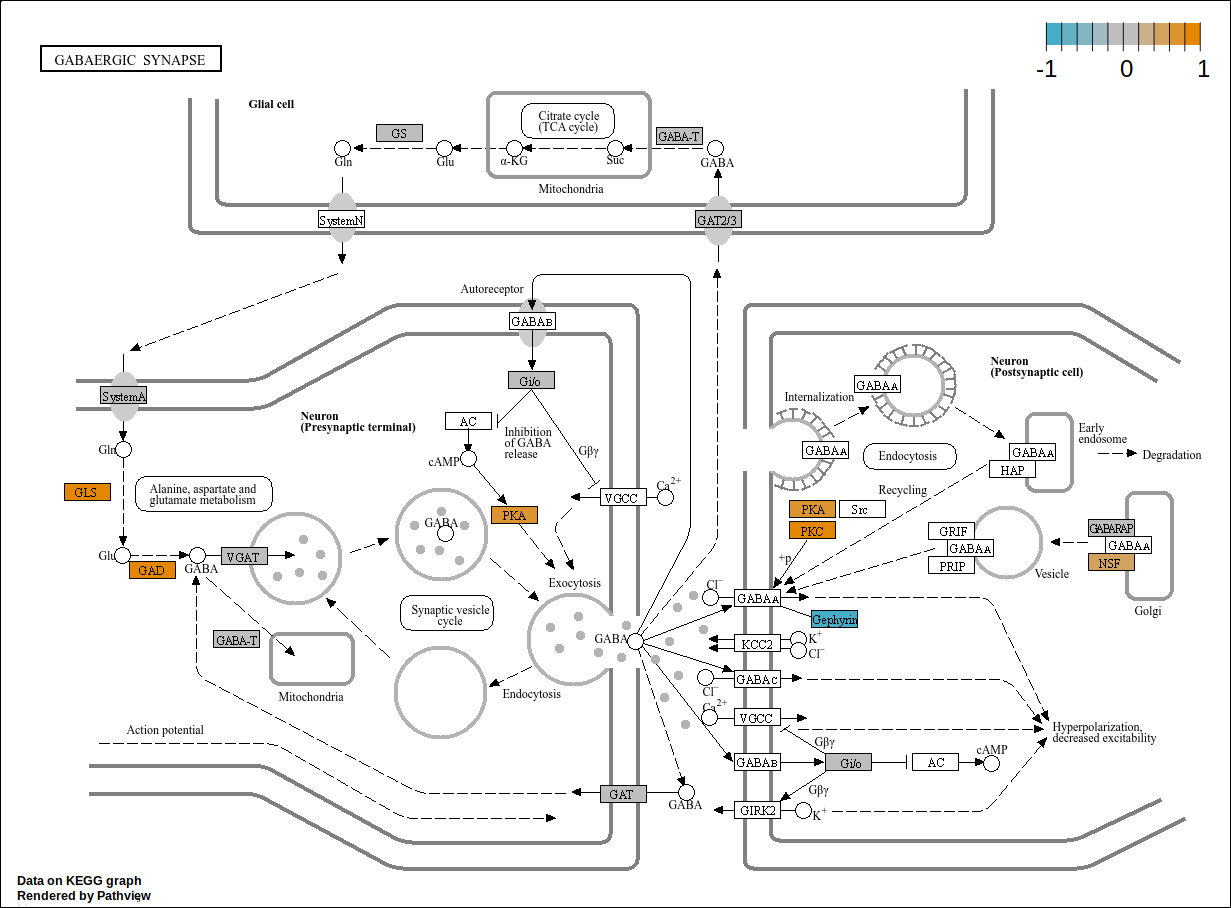 GABAERGIC SYNAPSE
-1 0 1
Glial cell
Citrate cycle
(TCA cycle)
GS
GABA-T
Gln
Glu
α-KG
Suc
GABA
Mitochondria
SystemN
GAT2/3
Autoreceptor
GABAB
Gi/o
SystemA
Neuron
(Presynaptic terminal)
AC
Inhibition
of GABA
release
Gβγ
cAMP
Gln
GLS
Alanine, aspartate and
glutamate metabolism
GABA
PKA
VGCC
Ca2+
Glu
GAD
GABA
VGAT
Exocytosis
Synaptic vesicle
cycle
GABA-T
Mitochondria
GABA
Endocytosis
Action potential
GAT
GABA
Neuron
(Postsynaptic cell)
Internalization
GABAA
GABAA
Endocytosis
GABAA
HAP
Early
endosome
Degradation
Recycling
PKA
Src
PKC
+p
GRIF
GABAA
PRIP
Vesicle
GABARAP
GABAA
NSF
Golgi
Cl−
GABAA
Gephyrin
KCC2
K+
Cl−
Cl−
GABAC
Ca2+
VGCC
Gβγ
Hyperpolarization,
decreased excitability
GABAB
Gi/o
AC
cAMP
Gβγ
GIRK2
K+
Data on KEGG graph
Rendered by Pathview